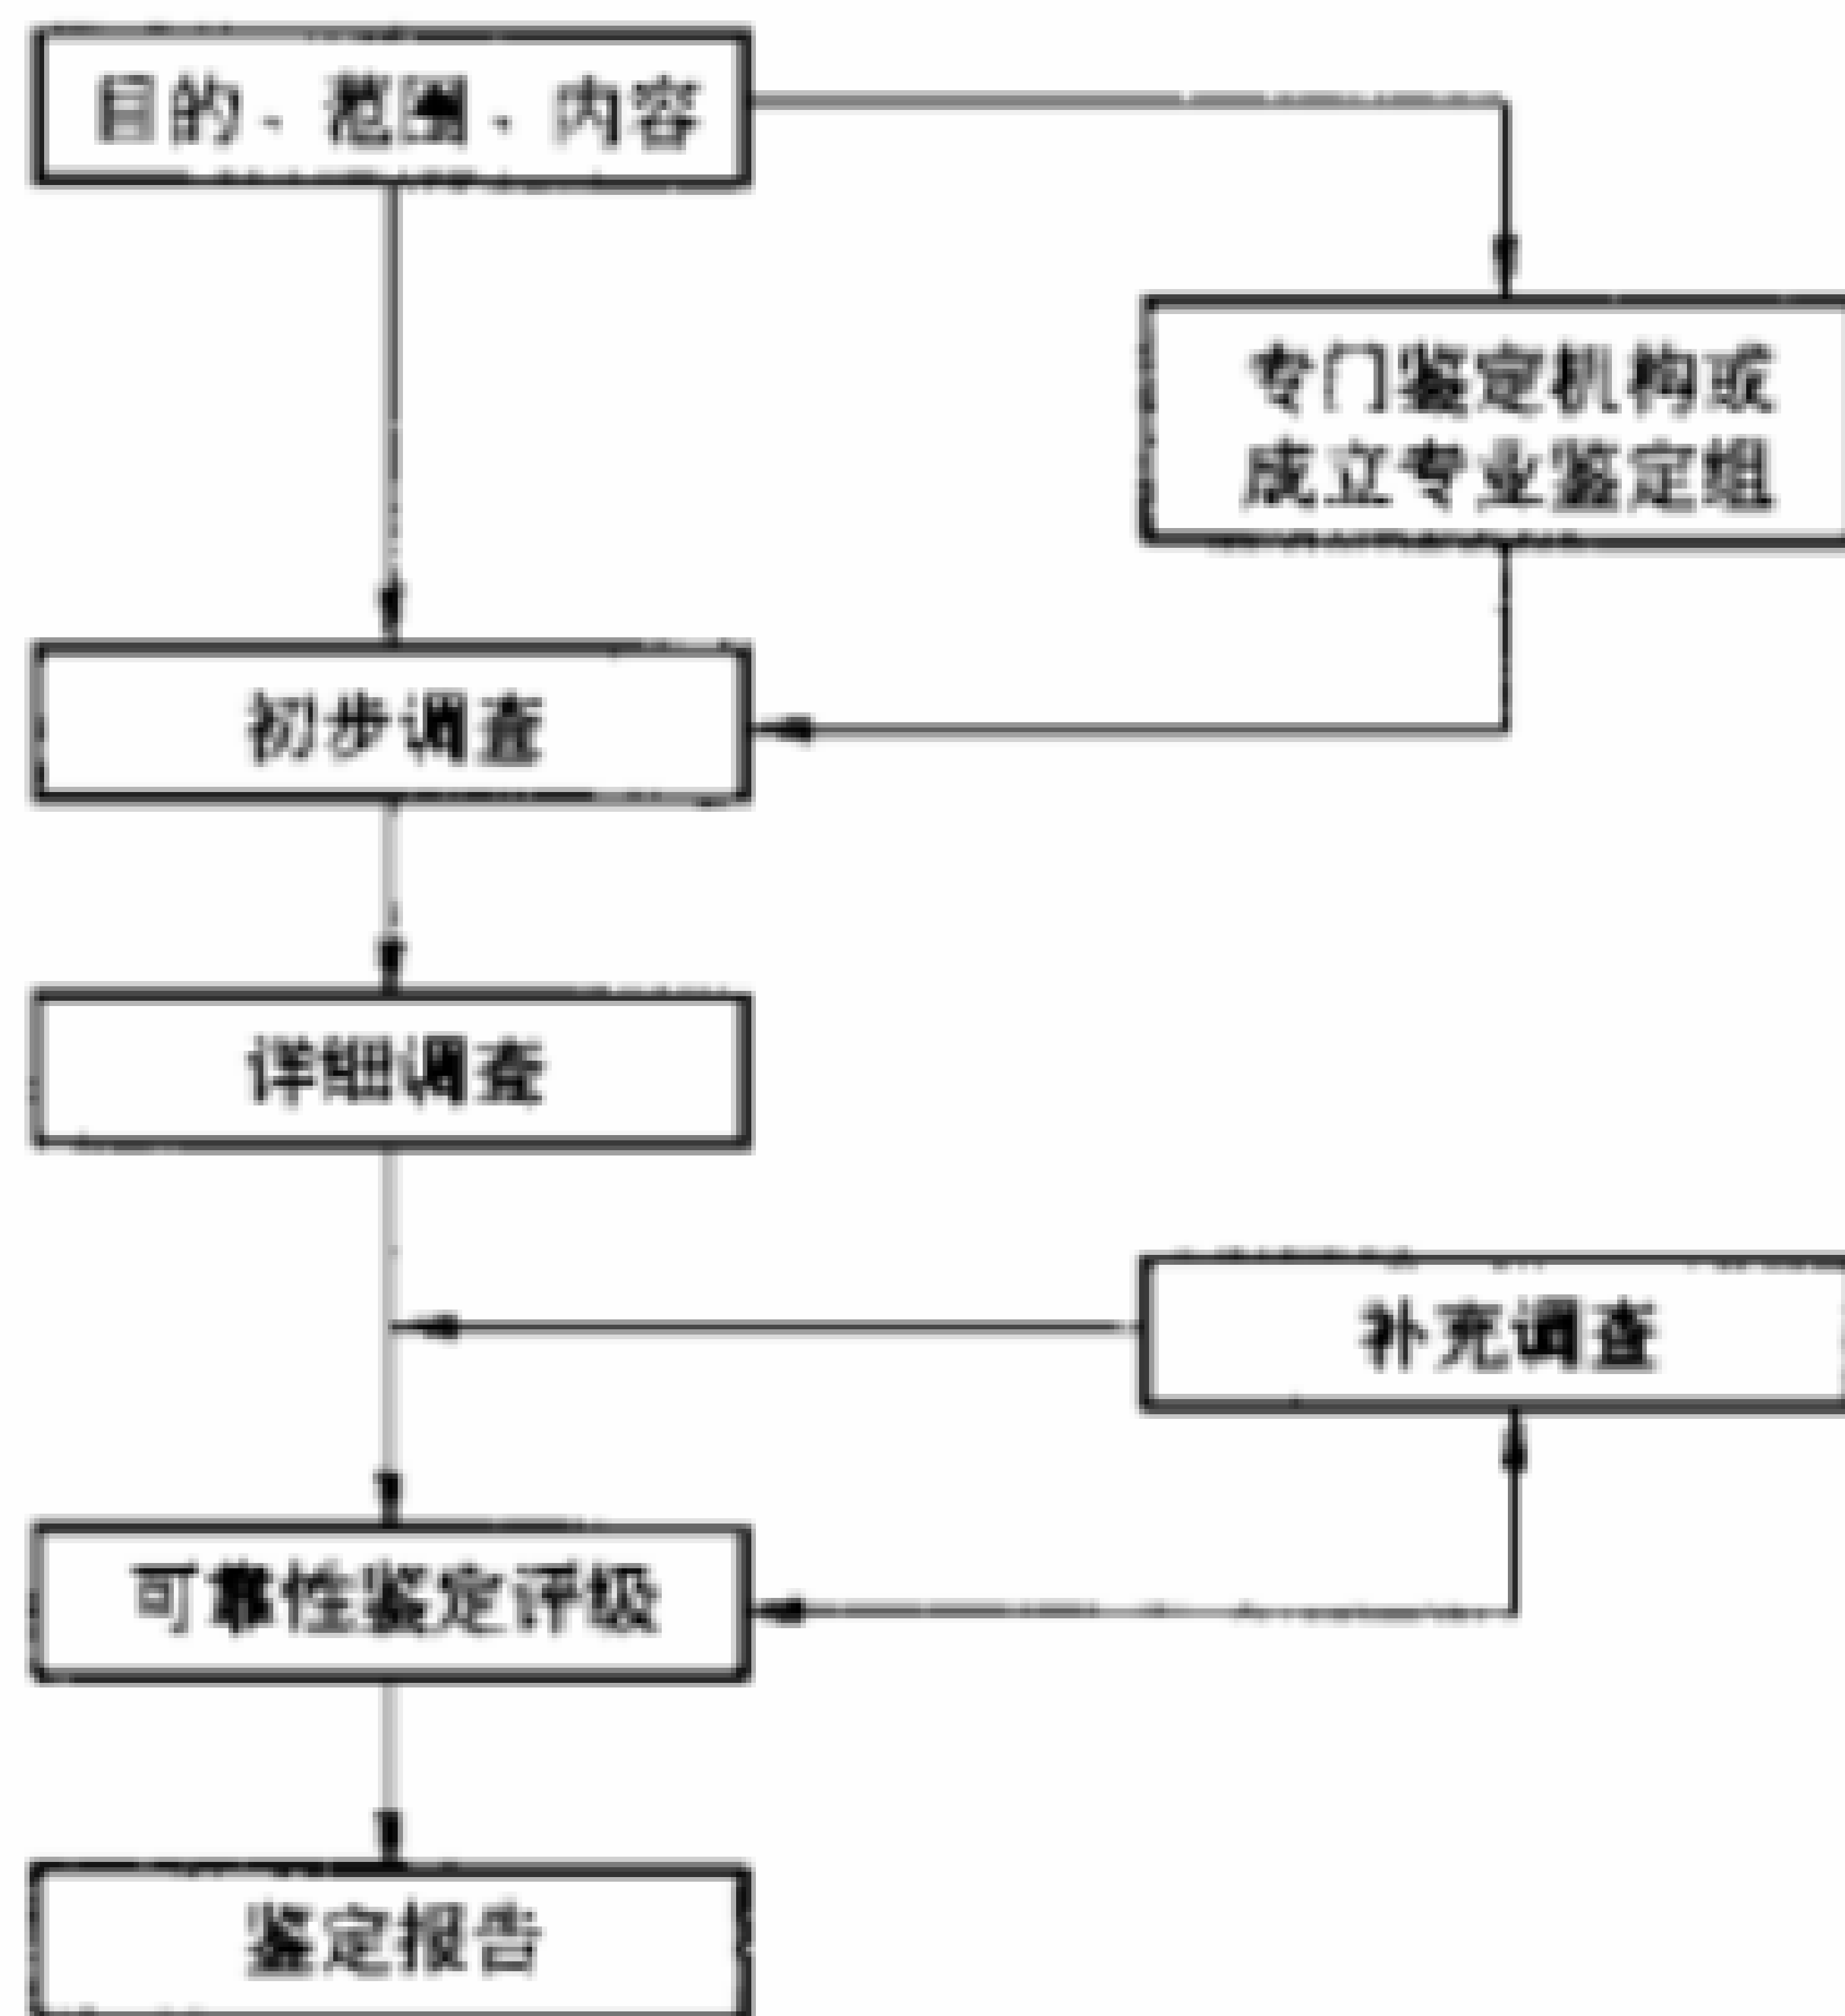 目的、范围、内容
专门鉴定机构或
成立专业鉴定组
初步调查
详细调查
补充调查
可靠性鉴定评级
鉴定报告